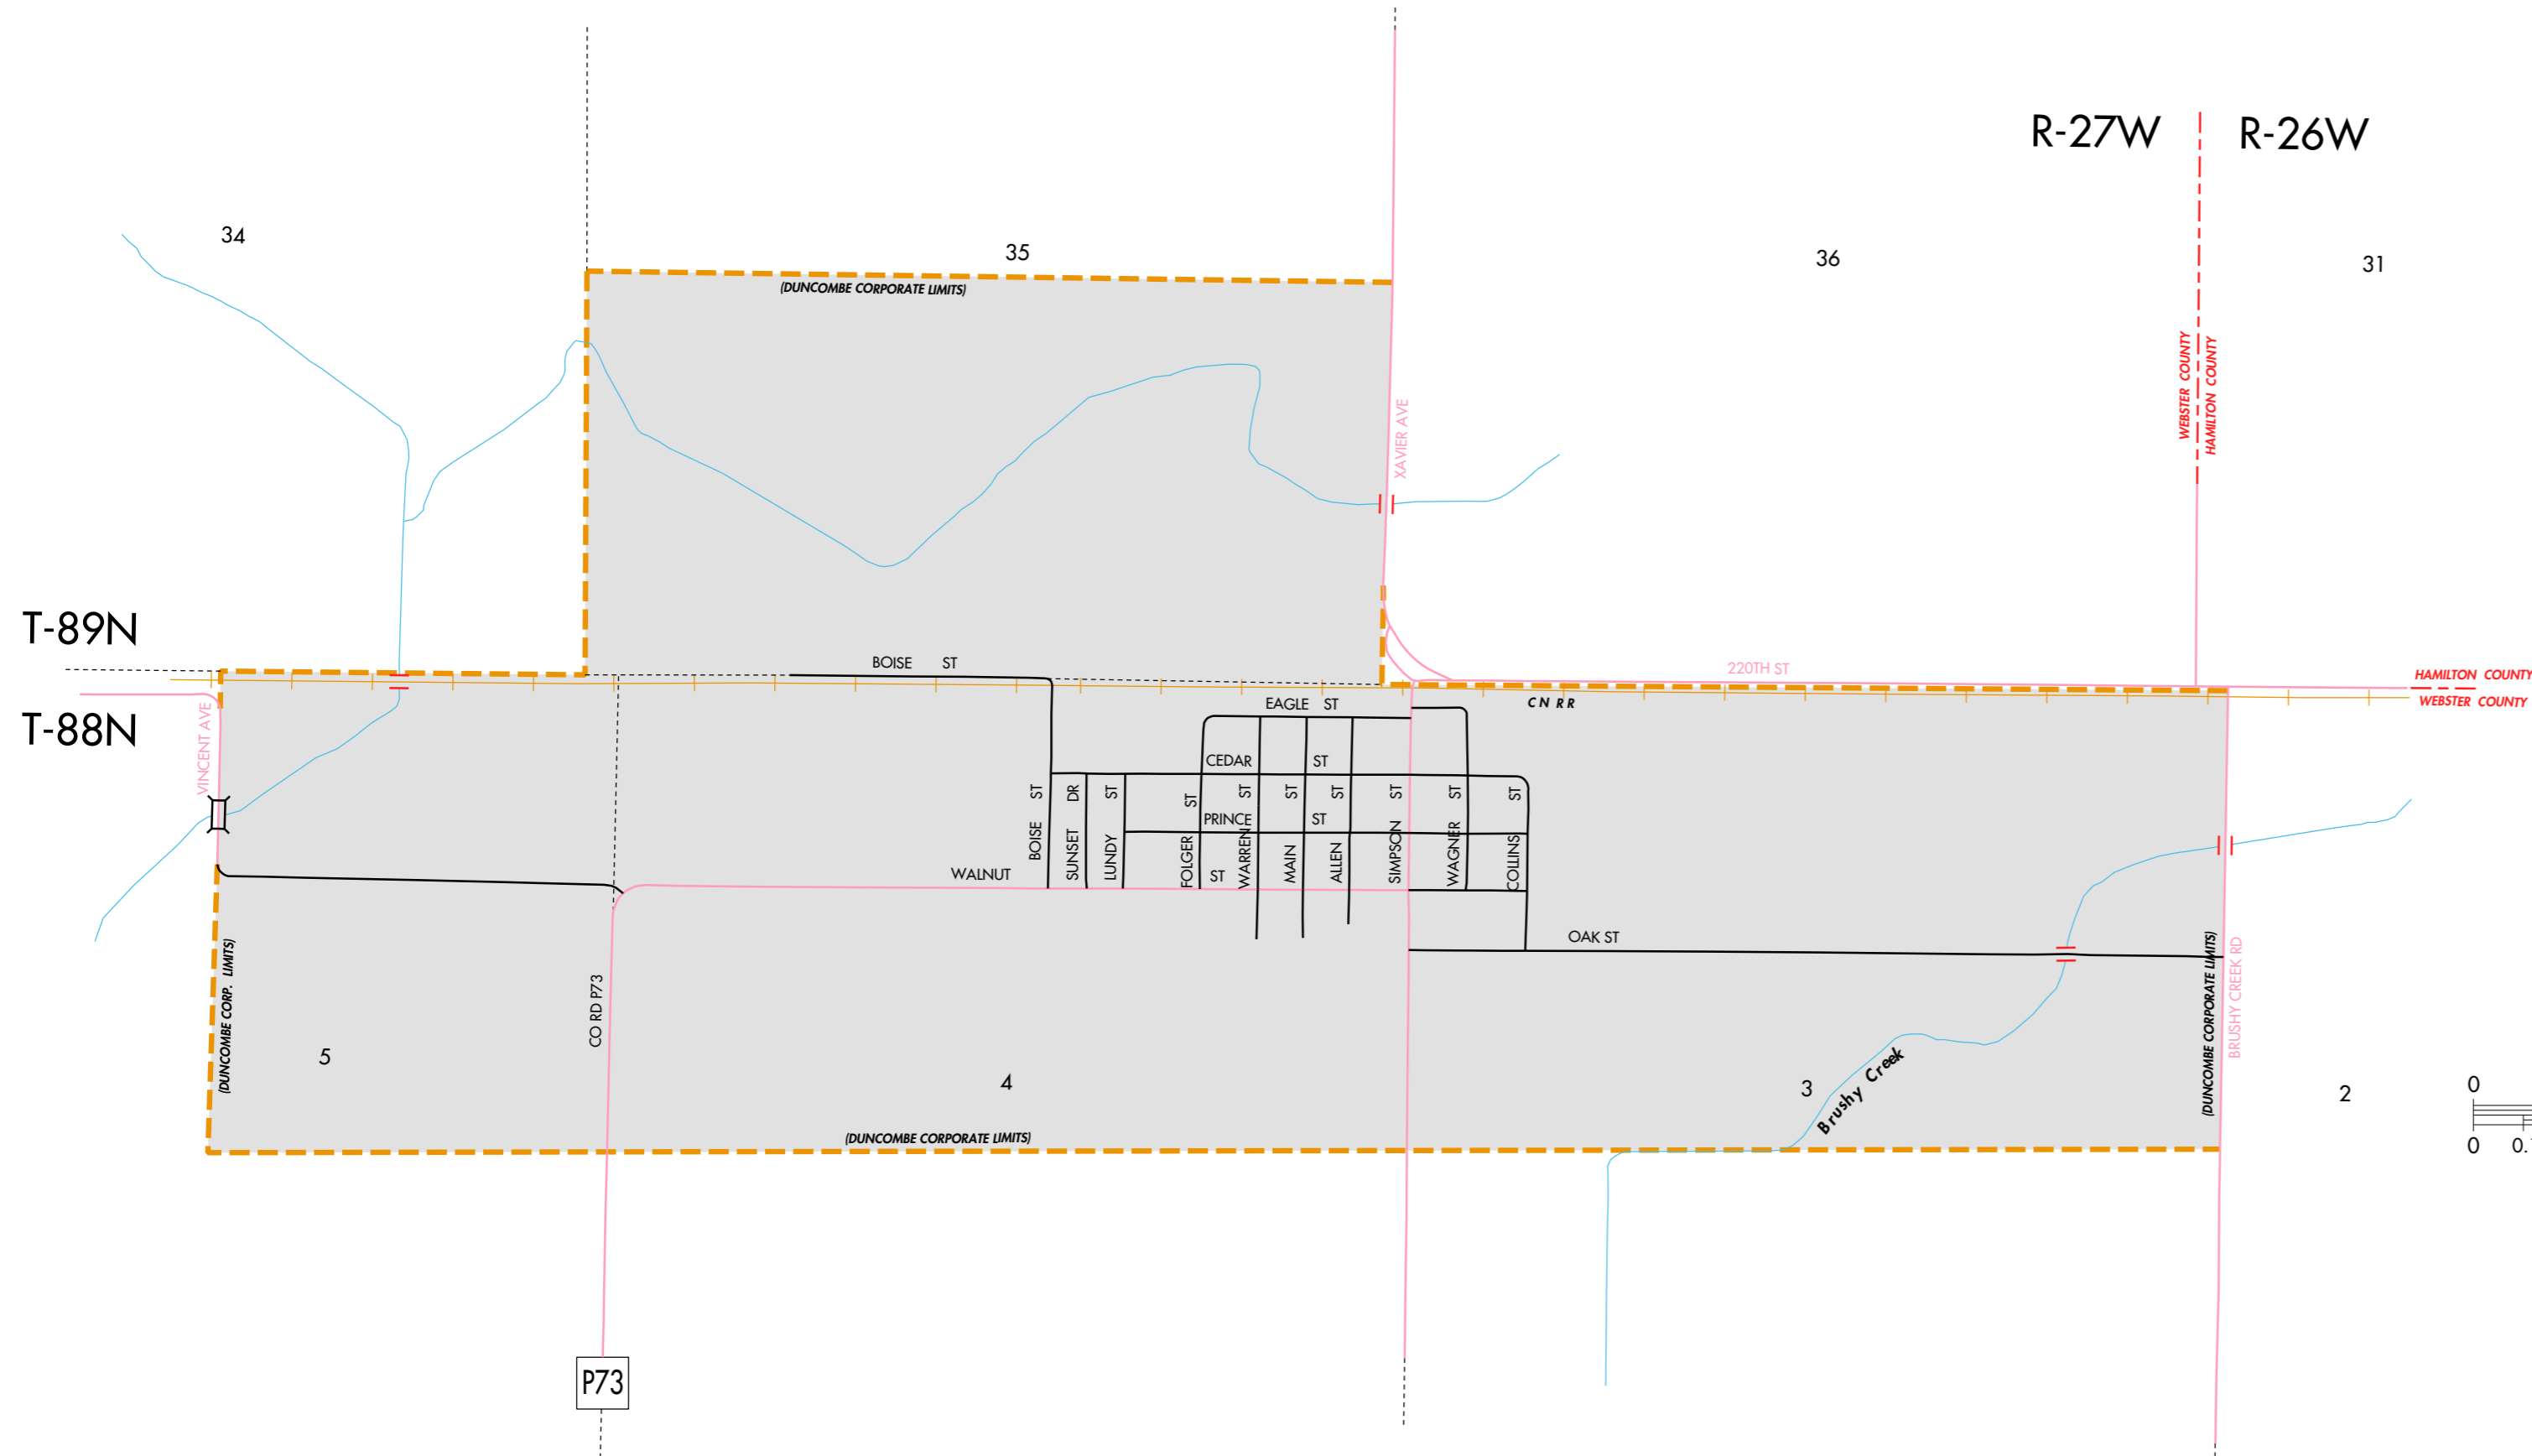 R-27W
R-26W
34
35
36
31
(DUNCOMBE CORPORATE LIMITS)
WEBSTER COUNTY
HAMILTON COUNTY
XAVIER AVE
T-89N
BOISE ST
220TH ST
HAMILTON COUNTY
WEBSTER COUNTY
C N R R
T-88N
VINCENT AVE
EAGLE ST
CEDAR ST
PRINCE ST
BOISE ST
SUNSET DR
LUNDY ST
FOLGER ST
WARREN ST
MAIN ST
ALLEN ST
SIMPSON ST
WAGNER ST
COLLINS ST
WALNUT ST
OAK ST
(DUNCOMBE CORP. LIMITS)
CO RD P73
(DUNCOMBE CORPORATE LIMITS)
BRUSHY CREEK RD
5
4
3
2
Brushy Creek
(DUNCOMBE CORPORATE LIMITS)
0
0 0.
P73